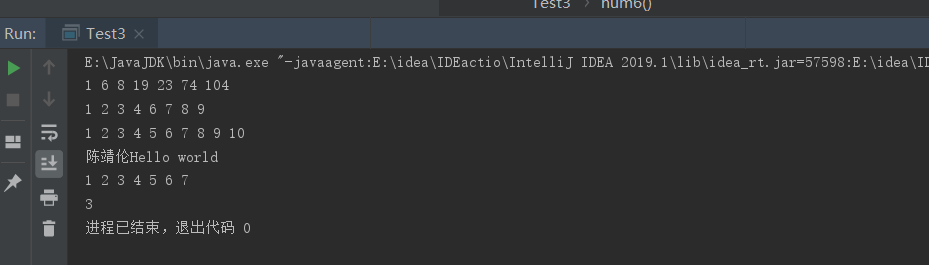 Test3 › num6()
Run: Test3 ×
E:\JavaJDK\bin\java.exe "-javaagent:E:\idea\IDEactio\IntelliJ IDEA 2019.1\lib\idea_rt.jar=57598:E:\idea\ID
1 6 8 19 23 74 104
1 2 3 4 6 7 8 9
1 2 3 4 5 6 7 8 9 10
陈靖伦Hello world
1 2 3 4 5 6 7
3
进程已结束，退出代码 0